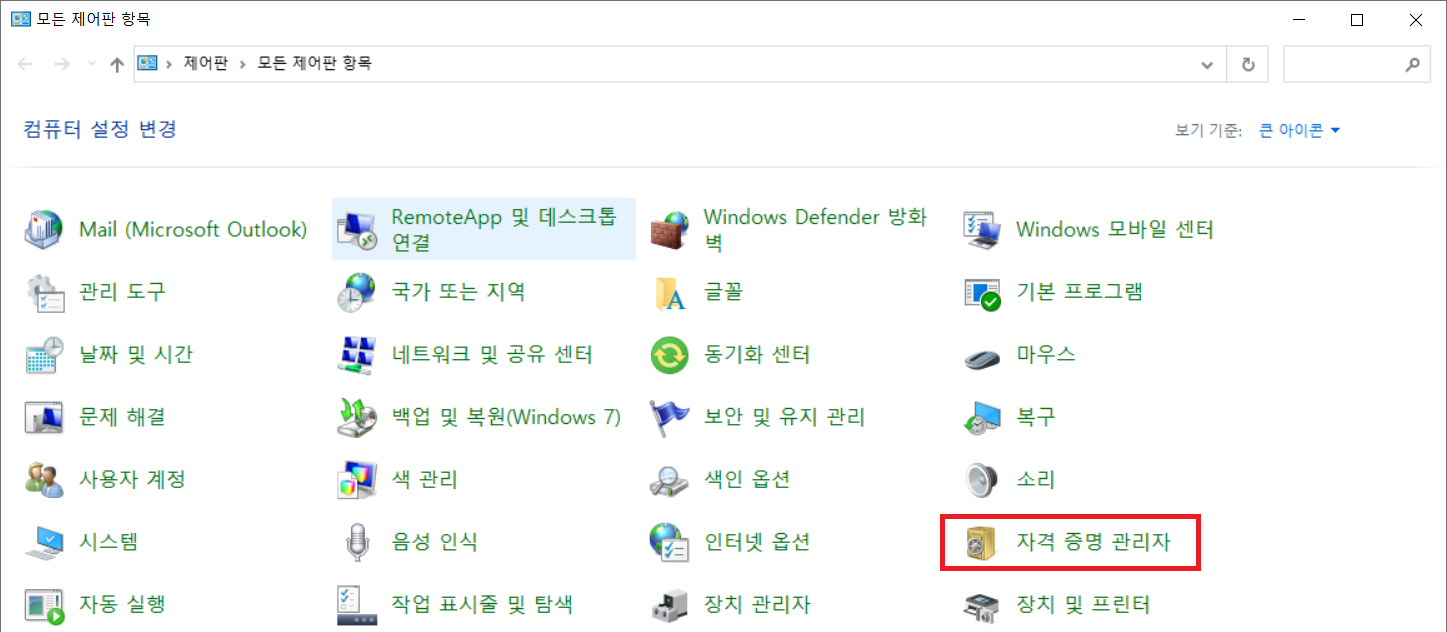 모든 제어판 항목
제어판 › 모든 제어판 항목
컴퓨터 설정 변경
보기 기준: 큰 아이콘
Mail (Microsoft Outlook)
RemoteApp 및 데스크톱
연결
Windows Defender 방화
벽
Windows 모바일 센터
관리 도구
국가 또는 지역
글꼴
기본 프로그램
날짜 및 시간
네트워크 및 공유 센터
동기화 센터
마우스
문제 해결
백업 및 복원(Windows 7)
보안 및 유지 관리
복구
사용자 계정
색 관리
색인 옵션
소리
시스템
음성 인식
인터넷 옵션
자격 증명 관리자
자동 실행
작업 표시줄 및 탐색
장치 관리자
장치 및 프린터